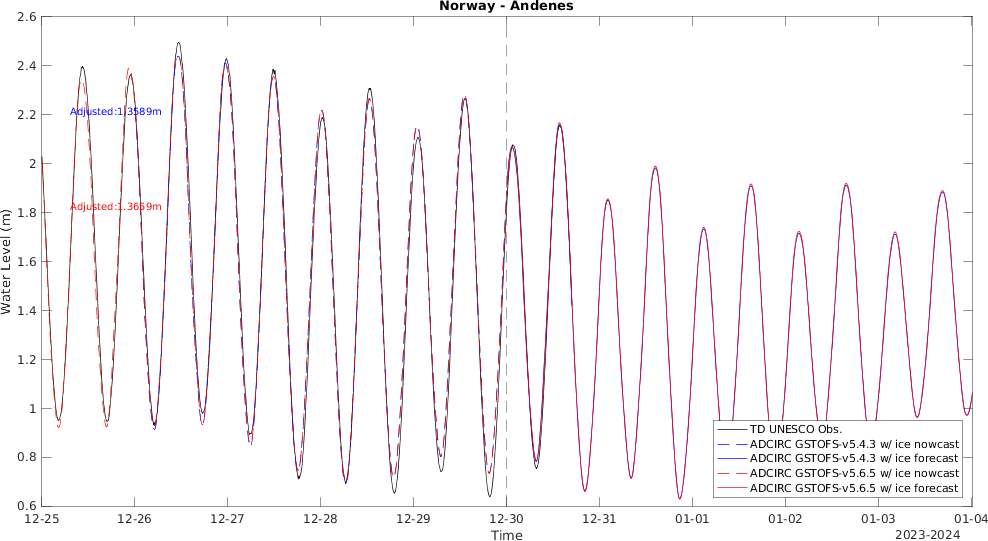 Norway - Andenes
2.6
2.4
2.2
2
1.8
1.6
1.4
1.2
1
0.8
0.6
Water Level (m)
Adjusted:1.3589m
Adjusted:1.3659m
TD UNESCO Obs.
ADCIRC GSTOFS-v5.4.3 w/ ice nowcast
ADCIRC GSTOFS-v5.4.3 w/ ice forecast
ADCIRC GSTOFS-v5.6.5 w/ ice nowcast
ADCIRC GSTOFS-v5.6.5 w/ ice forecast
12-25 12-26 12-27 12-28 12-29 12-30 12-31 01-01 01-02 01-03 01-04
Time
2023-2024